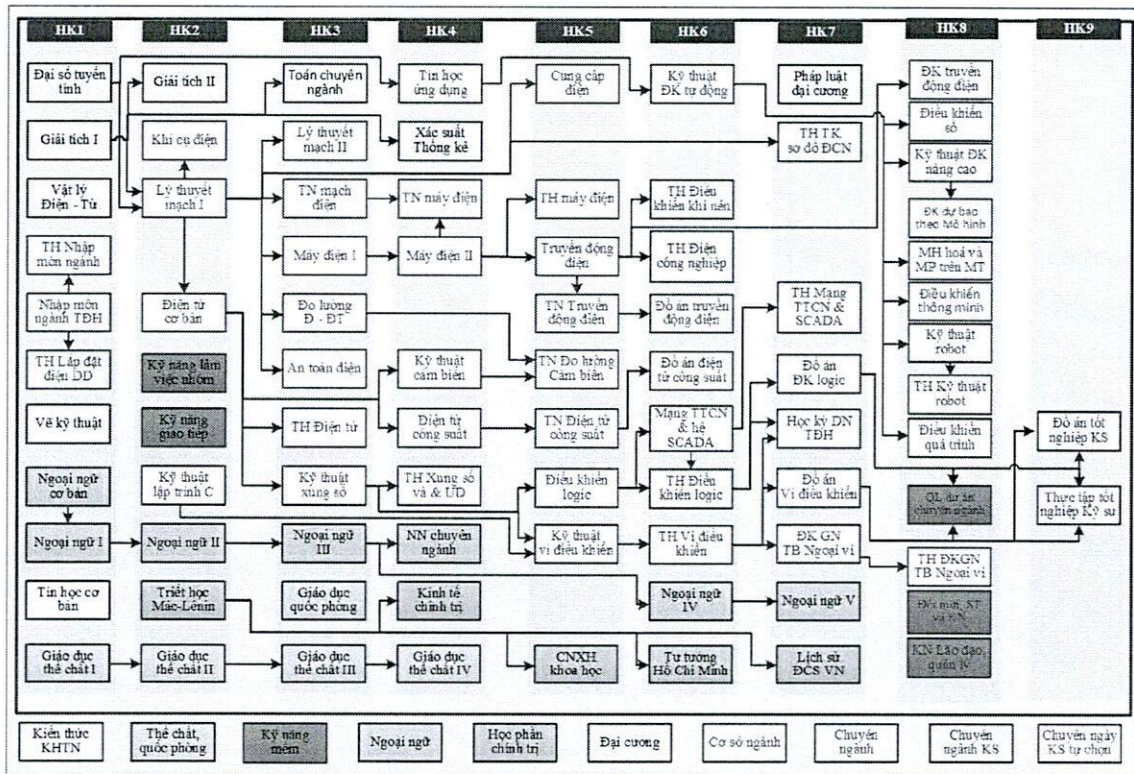 HK1
HK2
HK3
HK4
HK5
HK6
HK7
HK8
HK9
Đại số tuyến
tính
Giải tích I
Vật lý
Điện - Từ
TH Nhập
môn ngành
Nhập môn
ngành TĐH
TH Lắp đặt
điện DD
Vẽ kỹ thuật
Ngoại ngữ
cơ bản
Ngoại ngữ I
Tin học cơ
bản
Giáo dục
thể chất I
Giải tích II
Khí cụ điện
Lý thuyết
mạch I
Điện tử
cơ bản
Kỹ năng làm
việc nhóm
Kỹ năng
giao tiếp
Kỹ thuật
lập trình C
Ngoại ngữ II
Triết học
Mác-Lênin
Giáo dục
thể chất II
Toán chuyên
ngành
Lý thuyết
mạch II
TN mạch
điện
Máy điện I
Đo lường
Đ - ĐT
An toàn điện
TH Điện tử
Kỹ thuật
xung số
Ngoại ngữ
III
Giáo dục
quốc phòng
Giáo dục
thể chất III
Tin học
ứng dụng
Xác suất
Thống kê
TN máy điện
Máy điện II
Kỹ thuật
cảm biến
Điện tử
công suất
TH Xung số
và & UD
NN chuyên
ngành
Kinh tế
chính trị
Giáo dục
thể chất IV
Cung cấp
điện
TH máy điện
Truyền động
điện
TN Truyền
động điện
TN Đo lường
Cảm biến
TN Điện tử
công suất
Điều khiển
logic
Kỹ thuật
vi điều khiển
CNXH
khoa học
Kỹ thuật
ĐK tự động
TH Điều
khiển khí nén
TH Điện
công nghiệp
Đồ án truyền
động điện
Đồ án điện
tử công suất
Mạng TTCN
& hệ
SCADA
TH Điều
khiển logic
TH Vi điều
khiển
Ngoại ngữ
IV
Tư tưởng
Hồ Chí Minh
Pháp luật
đại cương
TH TK
sơ đồ ĐCN
TH Mạng
TTCN &
SCADA
Đồ án
ĐK logic
Học kỳ DN
TĐH
Đồ án
Vi điều khiển
ĐK GN
TB Ngoại vi
Ngoại ngữ V
Lịch sử
ĐCS VN
ĐK truyền
động điện
Điều khiển
số
Kỹ thuật ĐK
nâng cao
ĐK dự báo
theo Mô hình
MH hoá và
MP trên MT
Điều khiển
thông minh
Kỹ thuật
robot
TH Kỹ thuật
robot
Điều khiển
quá trình
QL dự án
chuyên ngành
TH ĐKGN
TB Ngoại vi
Đổi mới, ST
và KN
KN Lãnh đạo,
quản lý
Đồ án tốt
nghiệp KS
Thực tập tốt
nghiệp Kỹ sư
Kiến thức
KHTN
Thể chất,
quốc phòng
Kỹ năng
mềm
Ngoại ngữ
Học phần
chính trị
Đại cương
Cơ sở ngành
Chuyên
ngành
Chuyên
ngành KS
Chuyên ngày
KS tự chọn